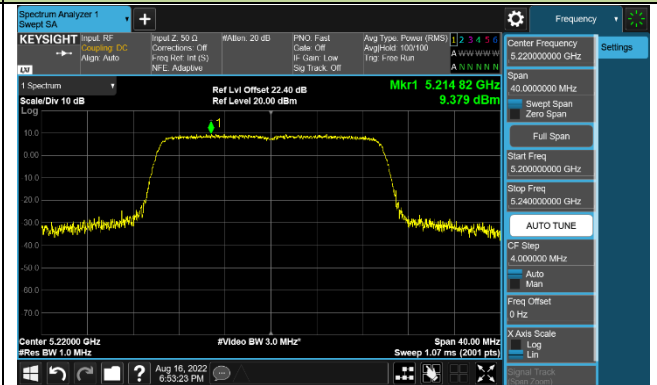 Spectrum Analyzer 1
Swept SA
+
Frequency
KEYSIGHT
Input: RF
Coupling: DC
Align: Auto
Input Z: 50 Ω
Corrections: Off
Freq Ref: Int (S)
NFE: Adaptive
#Atten: 20 dB
PNO: Fast
Gate: Off
IF Gain: Low
Sig Track: Off
Avg Type: Power (RMS)
Avg|Hold: 100/100
Trig: Free Run
1 2 3 4 5 6
A W W W W W
A N N N N N
LXI
1 Spectrum
Scale/Div 10 dB
Log
Ref Lvl Offset 22.40 dB
Ref Level 20.00 dBm
Mkr1 5.214 82 GHz
9.379 dBm
1
10.0
0.00
-10.0
-20.0
-30.0
-40.0
-50.0
-60.0
-70.0
Center 5.22000 GHz
#Res BW 1.0 MHz
#Video BW 3.0 MHz*
Span 40.00 MHz
Sweep 1.07 ms (2001 pts)
Center Frequency
5.220000000 GHz
Settings
Span
40.0000000 MHz
Swept Span
Zero Span
Full Span
Start Freq
5.200000000 GHz
Stop Freq
5.240000000 GHz
AUTO TUNE
CF Step
4.000000 MHz
Auto
Man
Freq Offset
0 Hz
X Axis Scale
Log
Lin
Signal Track
(Span Zoom)
?
Aug 16, 2022
6:53:23 PM